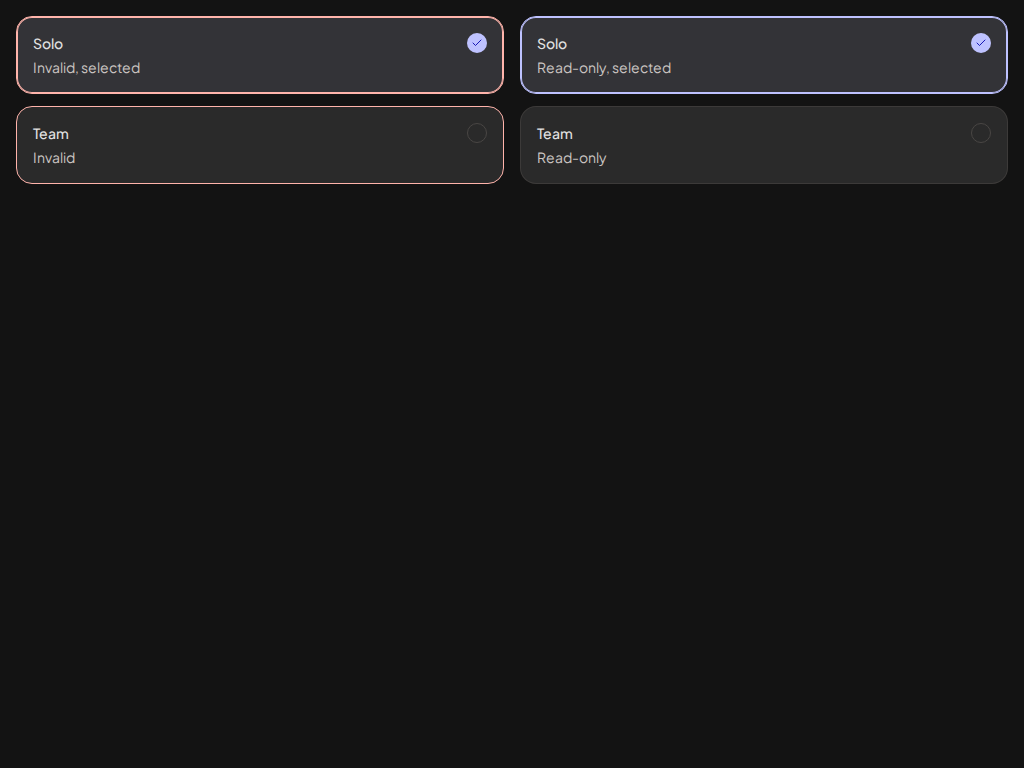 Solo
Invalid, selected
Team
Invalid
Solo
Read-only, selected
Team
Read-only